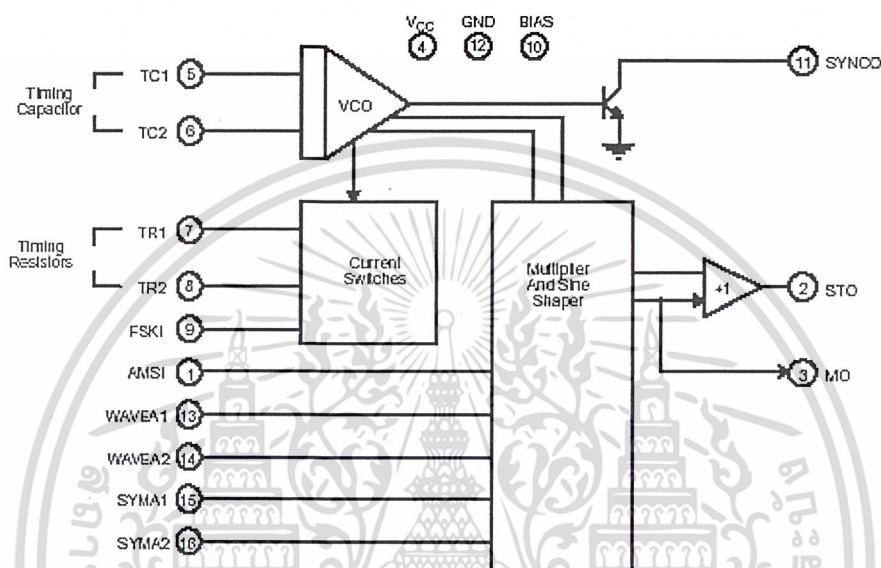 VCC GND BIAS
4 12 10
Timing Capacitor
TC1 5
TC2 6
VCO
11 SYNCO
Timing Resistors
TR1 7
TR2 8
FSKI 9
Current Switches
Multiplier And Sine Shaper
+1
2 STO
3 MO
AMSI 1
WAVEA1 13
WAVEA2 14
SYMA1 15
SYMA2 16